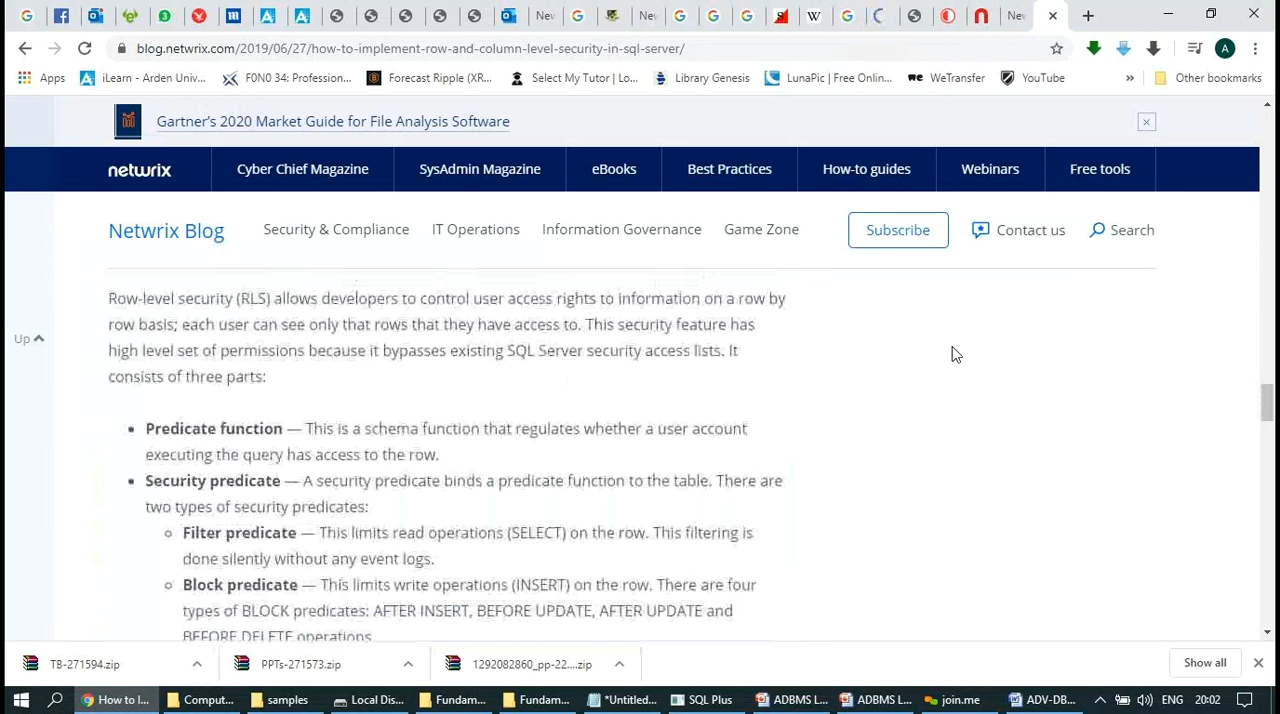 New
New
New
blog.netwrix.com/2019/06/27/how-to-implement-row-and-column-level-security-in-sql-server/
A
Apps
iLearn - Arden Univ...
F0N0 34: Profession...
Forecast Ripple (XR...
Select My Tutor | Lo...
Library Genesis
LunaPic | Free Onlin...
WeTransfer
YouTube
»
Other bookmarks
Gartner's 2020 Market Guide for File Analysis Software
netwrix
Cyber Chief Magazine
SysAdmin Magazine
eBooks
Best Practices
How-to guides
Webinars
Free tools
Netwrix Blog
Security & Compliance
IT Operations
Information Governance
Game Zone
Subscribe
Contact us
Search
Up
Row-level security (RLS) allows developers to control user access rights to information on a row by
row basis; each user can see only that rows that they have access to. This security feature has
high level set of permissions because it bypasses existing SQL Server security access lists. It
consists of three parts:
Predicate function — This is a schema function that regulates whether a user account
executing the query has access to the row.
Security predicate — A security predicate binds a predicate function to the table. There are
two types of security predicates:
Filter predicate — This limits read operations (SELECT) on the row. This filtering is
done silently without any event logs.
Block predicate — This limits write operations (INSERT) on the row. There are four
types of BLOCK predicates: AFTER INSERT, BEFORE UPDATE, AFTER UPDATE and
BEFORE DELETE operations
TB-271594.zip
PPTs-271573.zip
1292082860_pp-22....zip
Show all
How to I...
Comput...
samples
Local Dis...
Fundam...
Fundam...
*Untitled...
SQL Plus
ADBMS L...
ADBMS L...
join.me
ADV-DB...
ENG
20:02